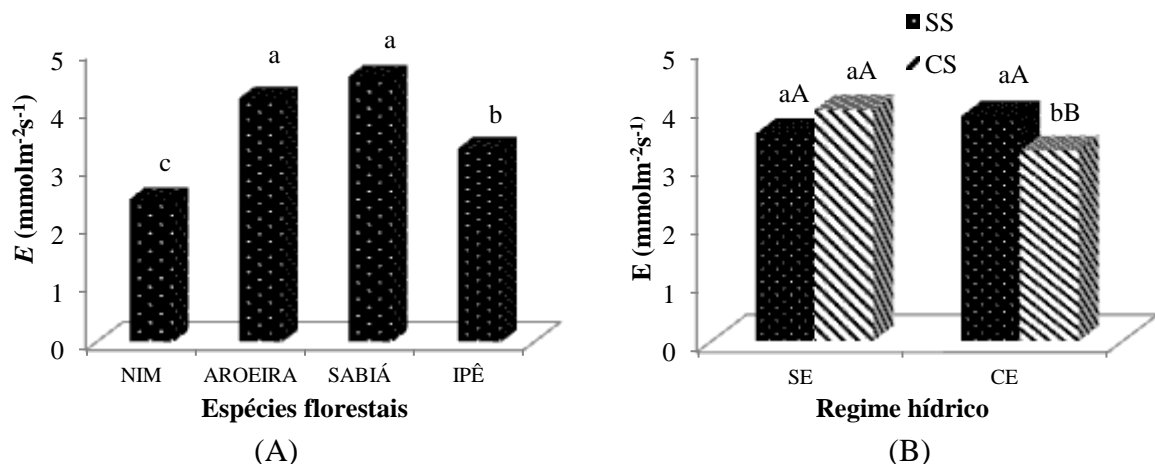 5
4
3
2
1
0
E (mmolm-2s-1)
c
a
a
b
NIM AROEIRA SABIÁ IPÊ
Espécies florestais
(A)
SS
CS
5
4
3
2
1
0
E (mmolm-2s-1)
aA
aA
aA
bB
SE CE
Regime hídrico
(B)